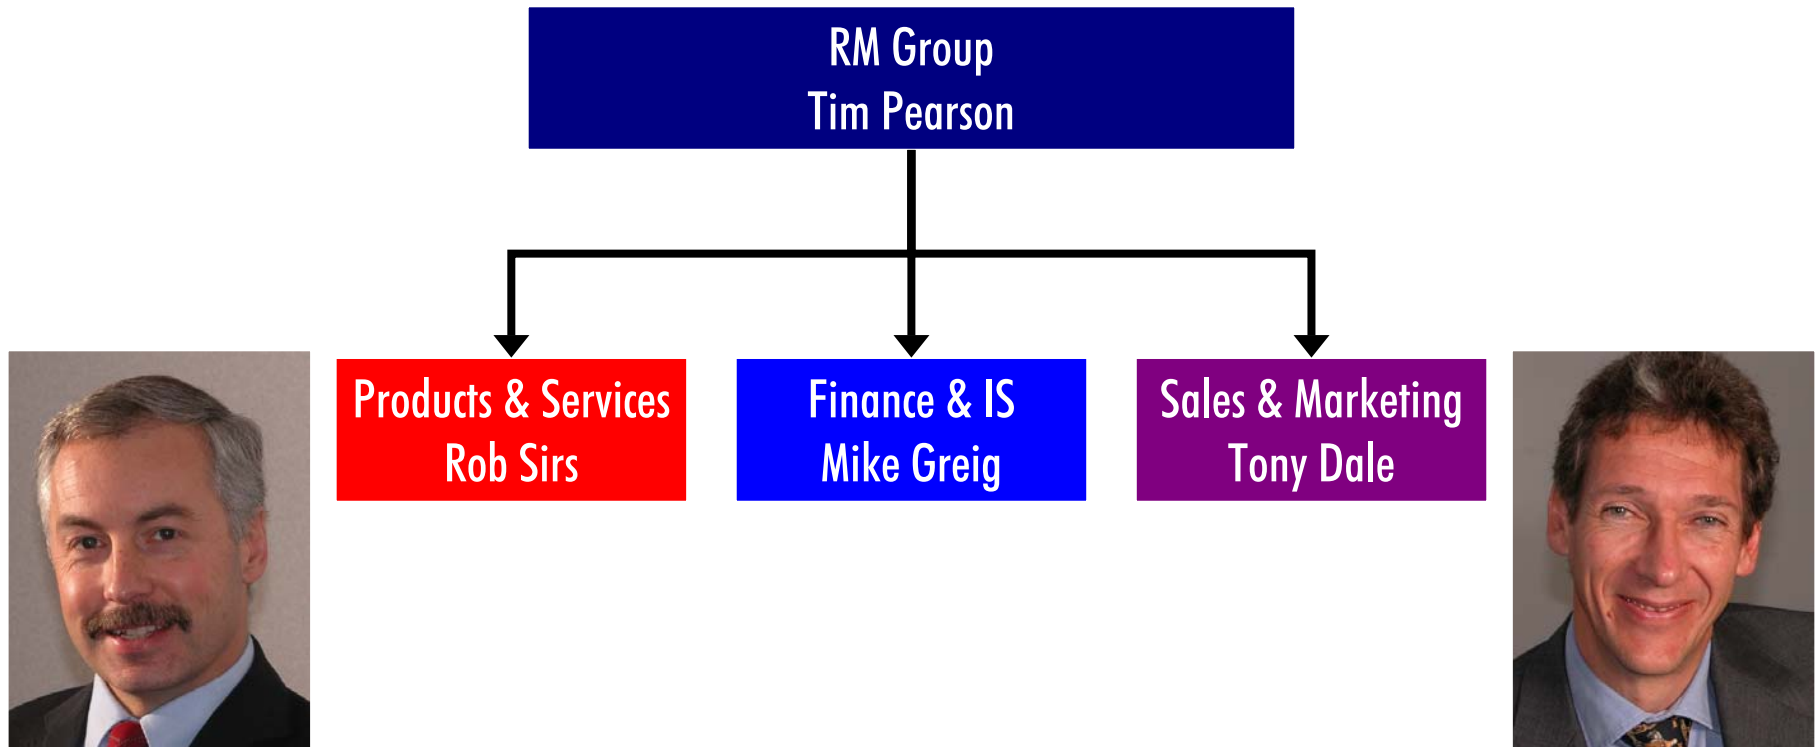 RM Group
Tim Pearson
Products & Services
Rob Sirs
Finance & IS
Mike Greig
Sales & Marketing
Tony Dale